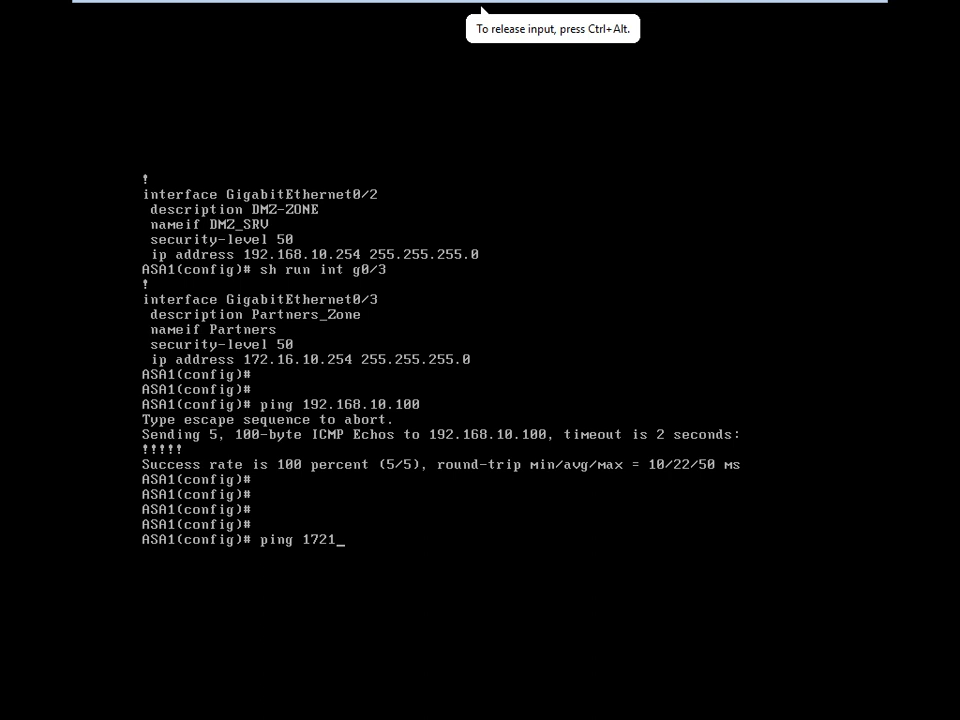 To release input, press Ctrl+Alt.
!
interface GigabitEthernet0/2
description DMZ-ZONE
nameif DMZ_SRV
security-level 50
ip address 192.168.10.254 255.255.255.0
ASA1(config)# sh run int g0/3
!
interface GigabitEthernet0/3
description Partners_Zone
nameif Partners
security-level 50
ip address 172.16.10.254 255.255.255.0
ASA1(config)#
ASA1(config)#
ASA1(config)# ping 192.168.10.100
Type escape sequence to abort.
Sending 5, 100-byte ICMP Echos to 192.168.10.100, timeout is 2 seconds:
!!!!!
Success rate is 100 percent (5/5), round-trip min/avg/max = 10/22/50 ms
ASA1(config)#
ASA1(config)#
ASA1(config)#
ASA1(config)#
ASA1(config)# ping 1721_